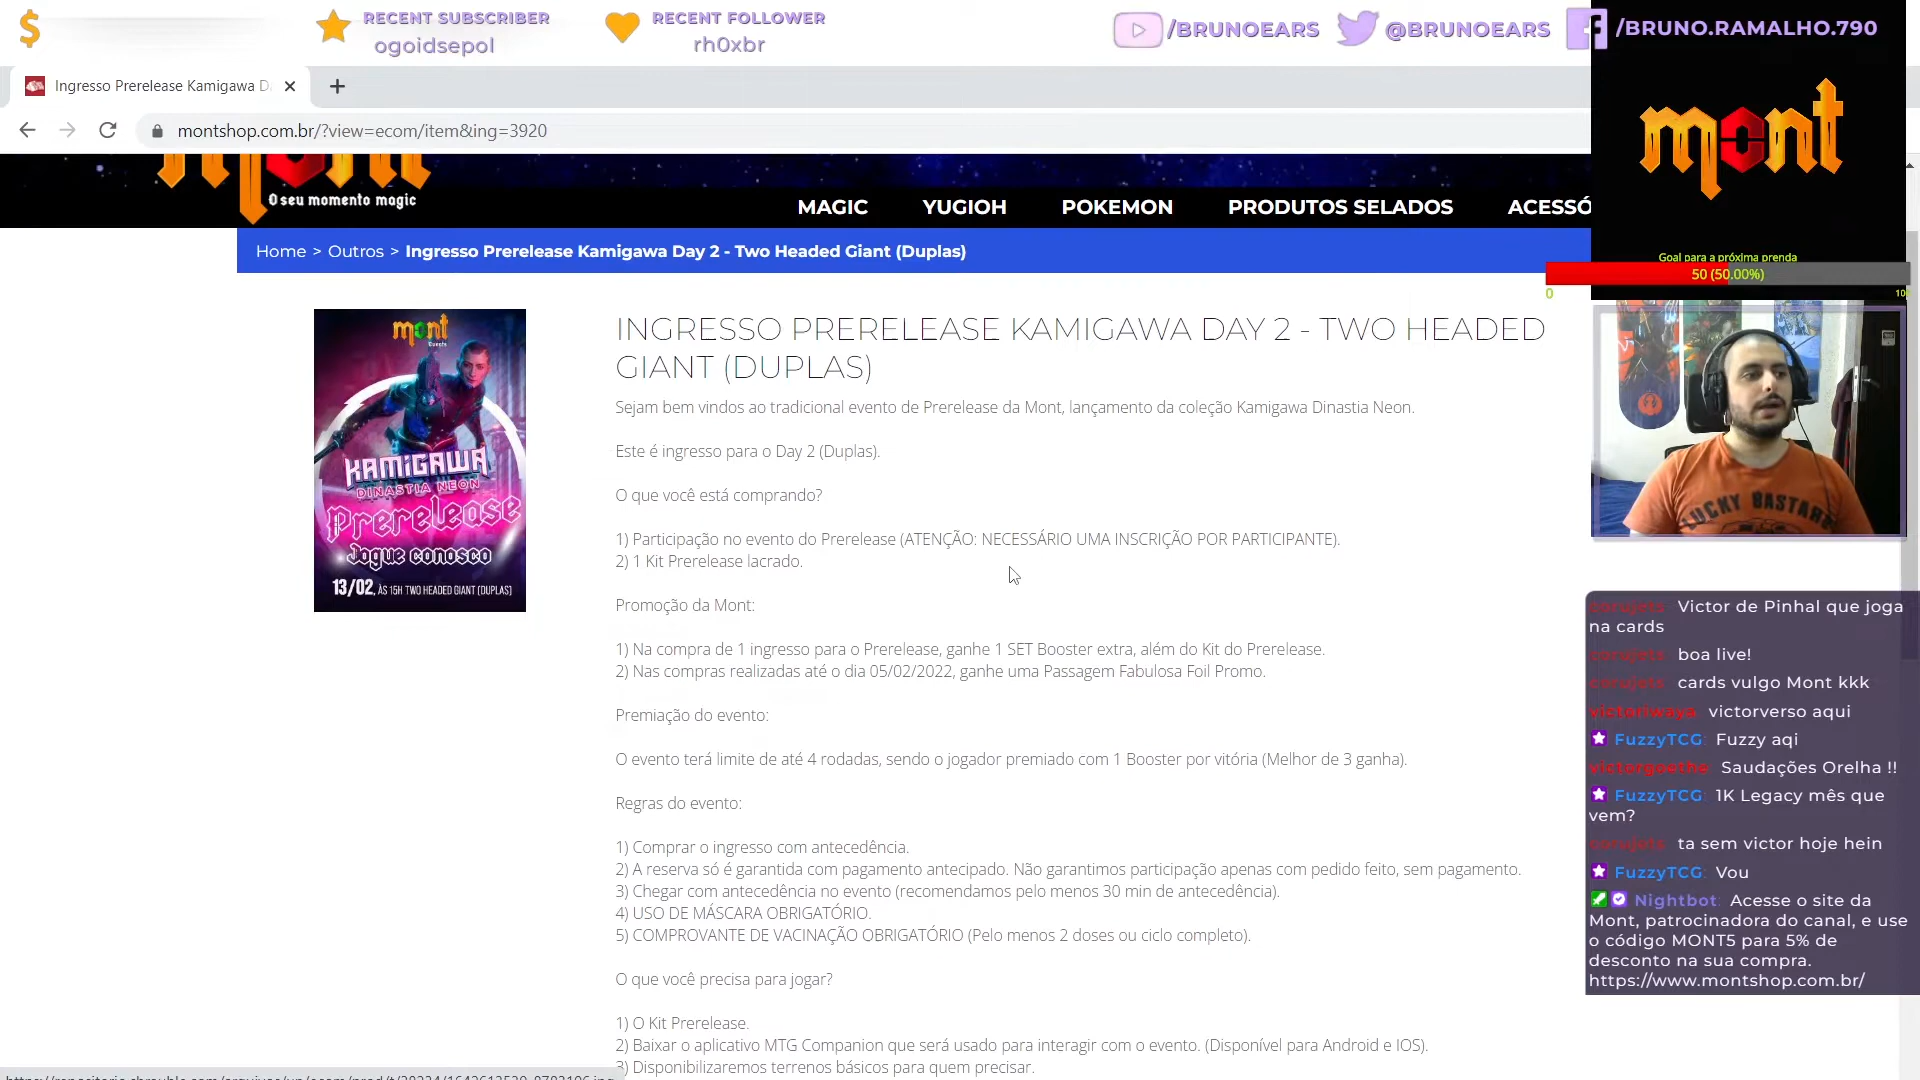 RECENT SUBSCRIBER
ogoidsepol
RECENT FOLLOWER
rh0xbr
/BRUNOEARS
@BRUNOEARS
/BRUNO.RAMALHO.790
Ingresso Prerelease Kamigawa D
montshop.com.br/?view=ecom/item&ing=3920
mont
mont
O seu momento magic
MAGIC YUGIOH POKEMON PRODUTOS SELADOS ACESSÓ
Home > Outros > Ingresso Prerelease Kamigawa Day 2 - Two Headed Giant (Duplas)
Goal para a próxima prenda
50 (50.00%)
0
mont
KAMIGAWA
DINASTIA NEON
Prerelease
Jogue conosco
13/02, ÀS 15H TWO HEADED GIANT (DUPLAS)
INGRESSO PRERELEASE KAMIGAWA DAY 2 - TWO HEADED
GIANT (DUPLAS)
Sejam bem vindos ao tradicional evento de Prerelease da Mont, lançamento da coleção Kamigawa Dinastia Neon.
Este é ingresso para o Day 2 (Duplas).
O que você está comprando?
1) Participação no evento do Prerelease (ATENÇÃO: NECESSÁRIO UMA INSCRIÇÃO POR PARTICIPANTE).
2) 1 Kit Prerelease lacrado.
Promoção da Mont:
1) Na compra de 1 ingresso para o Prerelease, ganhe 1 SET Booster extra, além do Kit do Prerelease.
2) Nas compras realizadas até o dia 05/02/2022, ganhe uma Passagem Fabulosa Foil Promo.
Premiação do evento:
O evento terá limite de até 4 rodadas, sendo o jogador premiado com 1 Booster por vitória (Melhor de 3 ganha).
Regras do evento:
1) Comprar o ingresso com antecedência.
2) A reserva só é garantida com pagamento antecipado. Não garantimos participação apenas com pedido feito, sem pagamento.
3) Chegar com antecedência no evento (recomendamos pelo menos 30 min de antecedência).
4) USO DE MÁSCARA OBRIGATÓRIO.
5) COMPROVANTE DE VACINAÇÃO OBRIGATÓRIO (Pelo menos 2 doses ou ciclo completo).
O que você precisa para jogar?
1) O Kit Prerelease.
2) Baixar o aplicativo MTG Companion que será usado para interagir com o evento. (Disponível para Android e IOS).
3) Disponibilizaremos terrenos básicos para quem precisar.
LUCKY BASTARD
corujets Victor de Pinhal que joga
na cards
corujets boa live!
corujets cards vulgo Mont kkk
victoriwaya victorverso aqui
FuzzyTCG: Fuzzy aqi
victorgoethe Saudações Orelha !!
FuzzyTCG: 1K Legacy mês que
vem?
corujets ta sem victor hoje hein
FuzzyTCG: Vou
Nightbot: Acesse o site da
Mont, patrocinadora do canal, e use
o código MONT5 para 5% de
desconto na sua compra.
https://www.montshop.com.br/